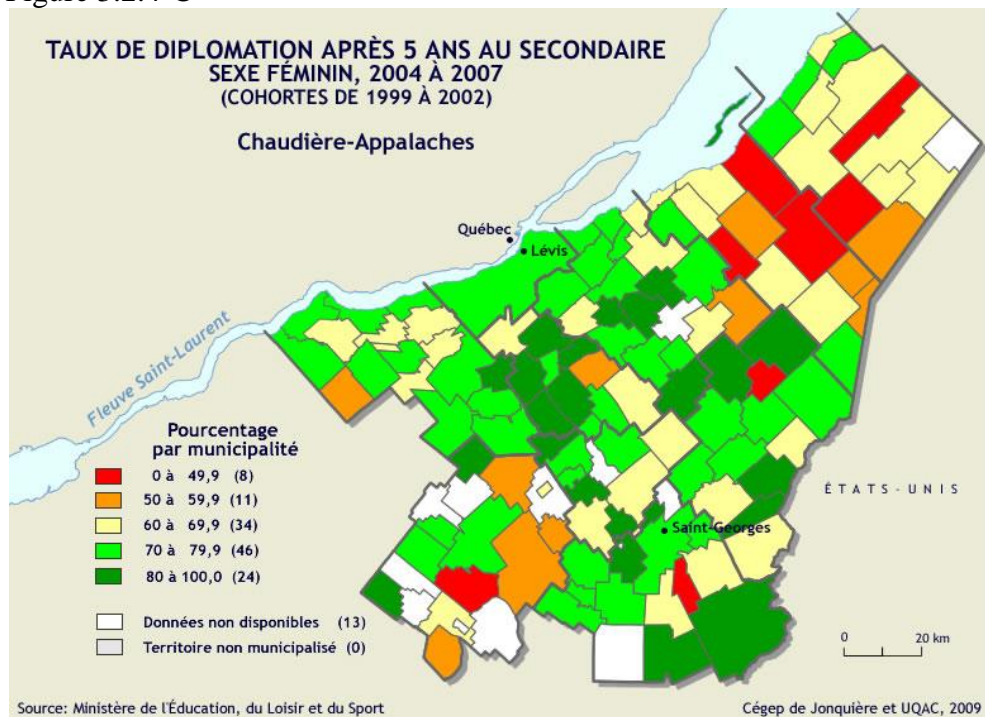 TAUX DE DIPLOMATION APRÈS 5 ANS AU SECONDAIRE
SEXE FÉMININ, 2004 À 2007
(COHORTES DE 1999 À 2002)
Chaudière-Appalaches
Québec
Lévis
Fleuve Saint-Laurent
Pourcentage
par municipalité
0 à 49,9 (8)
50 à 59,9 (11)
60 à 69,9 (34)
70 à 79,9 (46)
80 à 100,0 (24)
Données non disponibles (13)
Territoire non municipalisé (0)
ÉTATS-UNIS
Saint-Georges
0 20 km
Source: Ministère de l'Éducation, du Loisir et du Sport
Cégep de Jonquière et UQAC, 2009